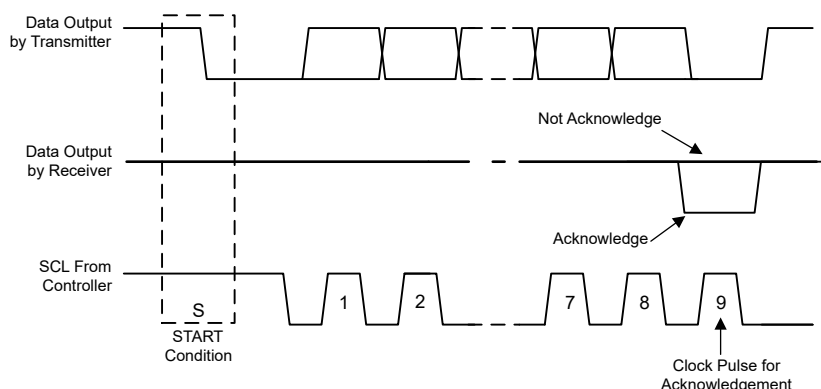 Data Output
by Transmitter
Not Acknowledge
Data Output
by Receiver
Acknowledge
SCL From
Controller
1
2
7
8
9
S
START
Condition
Clock Pulse for
Acknowledgement